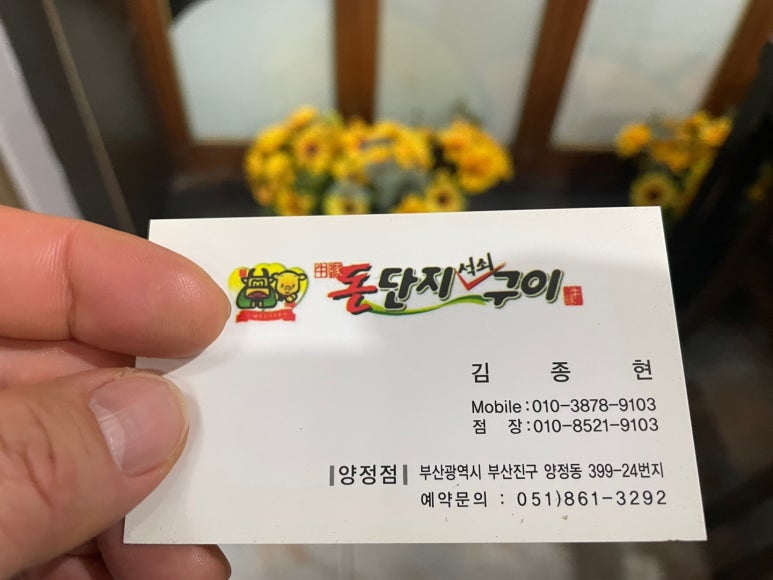 돈단지 석쇠 구이
김 종 현
Mobile : 010-3878-9103
점 장 : 010-8521-9103
양정점 부산광역시 부산진구 양정동 399-24번지
예약문의 : 051)861-3292